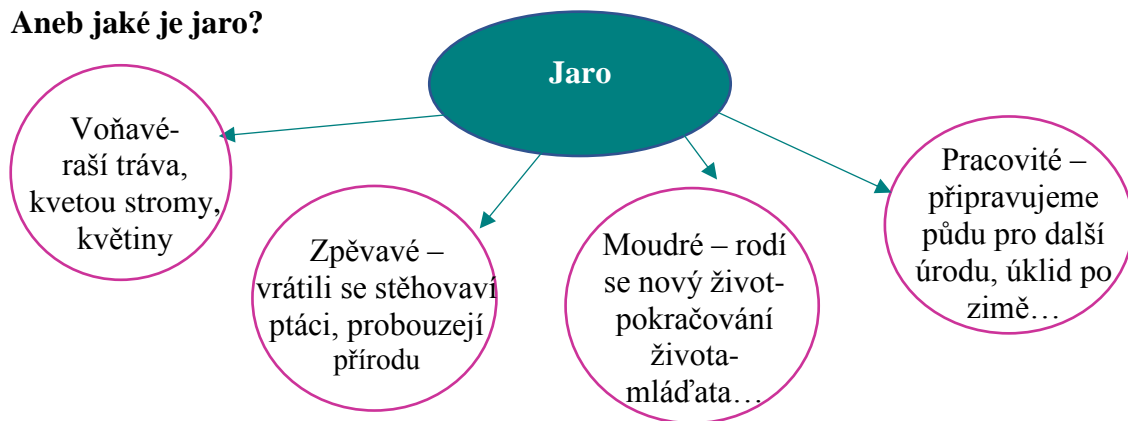 Aneb jaké je jaro?
Jaro
Voňavé-
raší tráva,
kvetou stromy,
květiny
Zpěvavé –
vrátili se stěhovaví
ptáci, probouzejí
přírodu
Moudré – rodí
se nový život-
pokračování
života-
mláďata…
Pracovité –
připravujeme
půdu pro další
úrodu, úklid po
zimě…